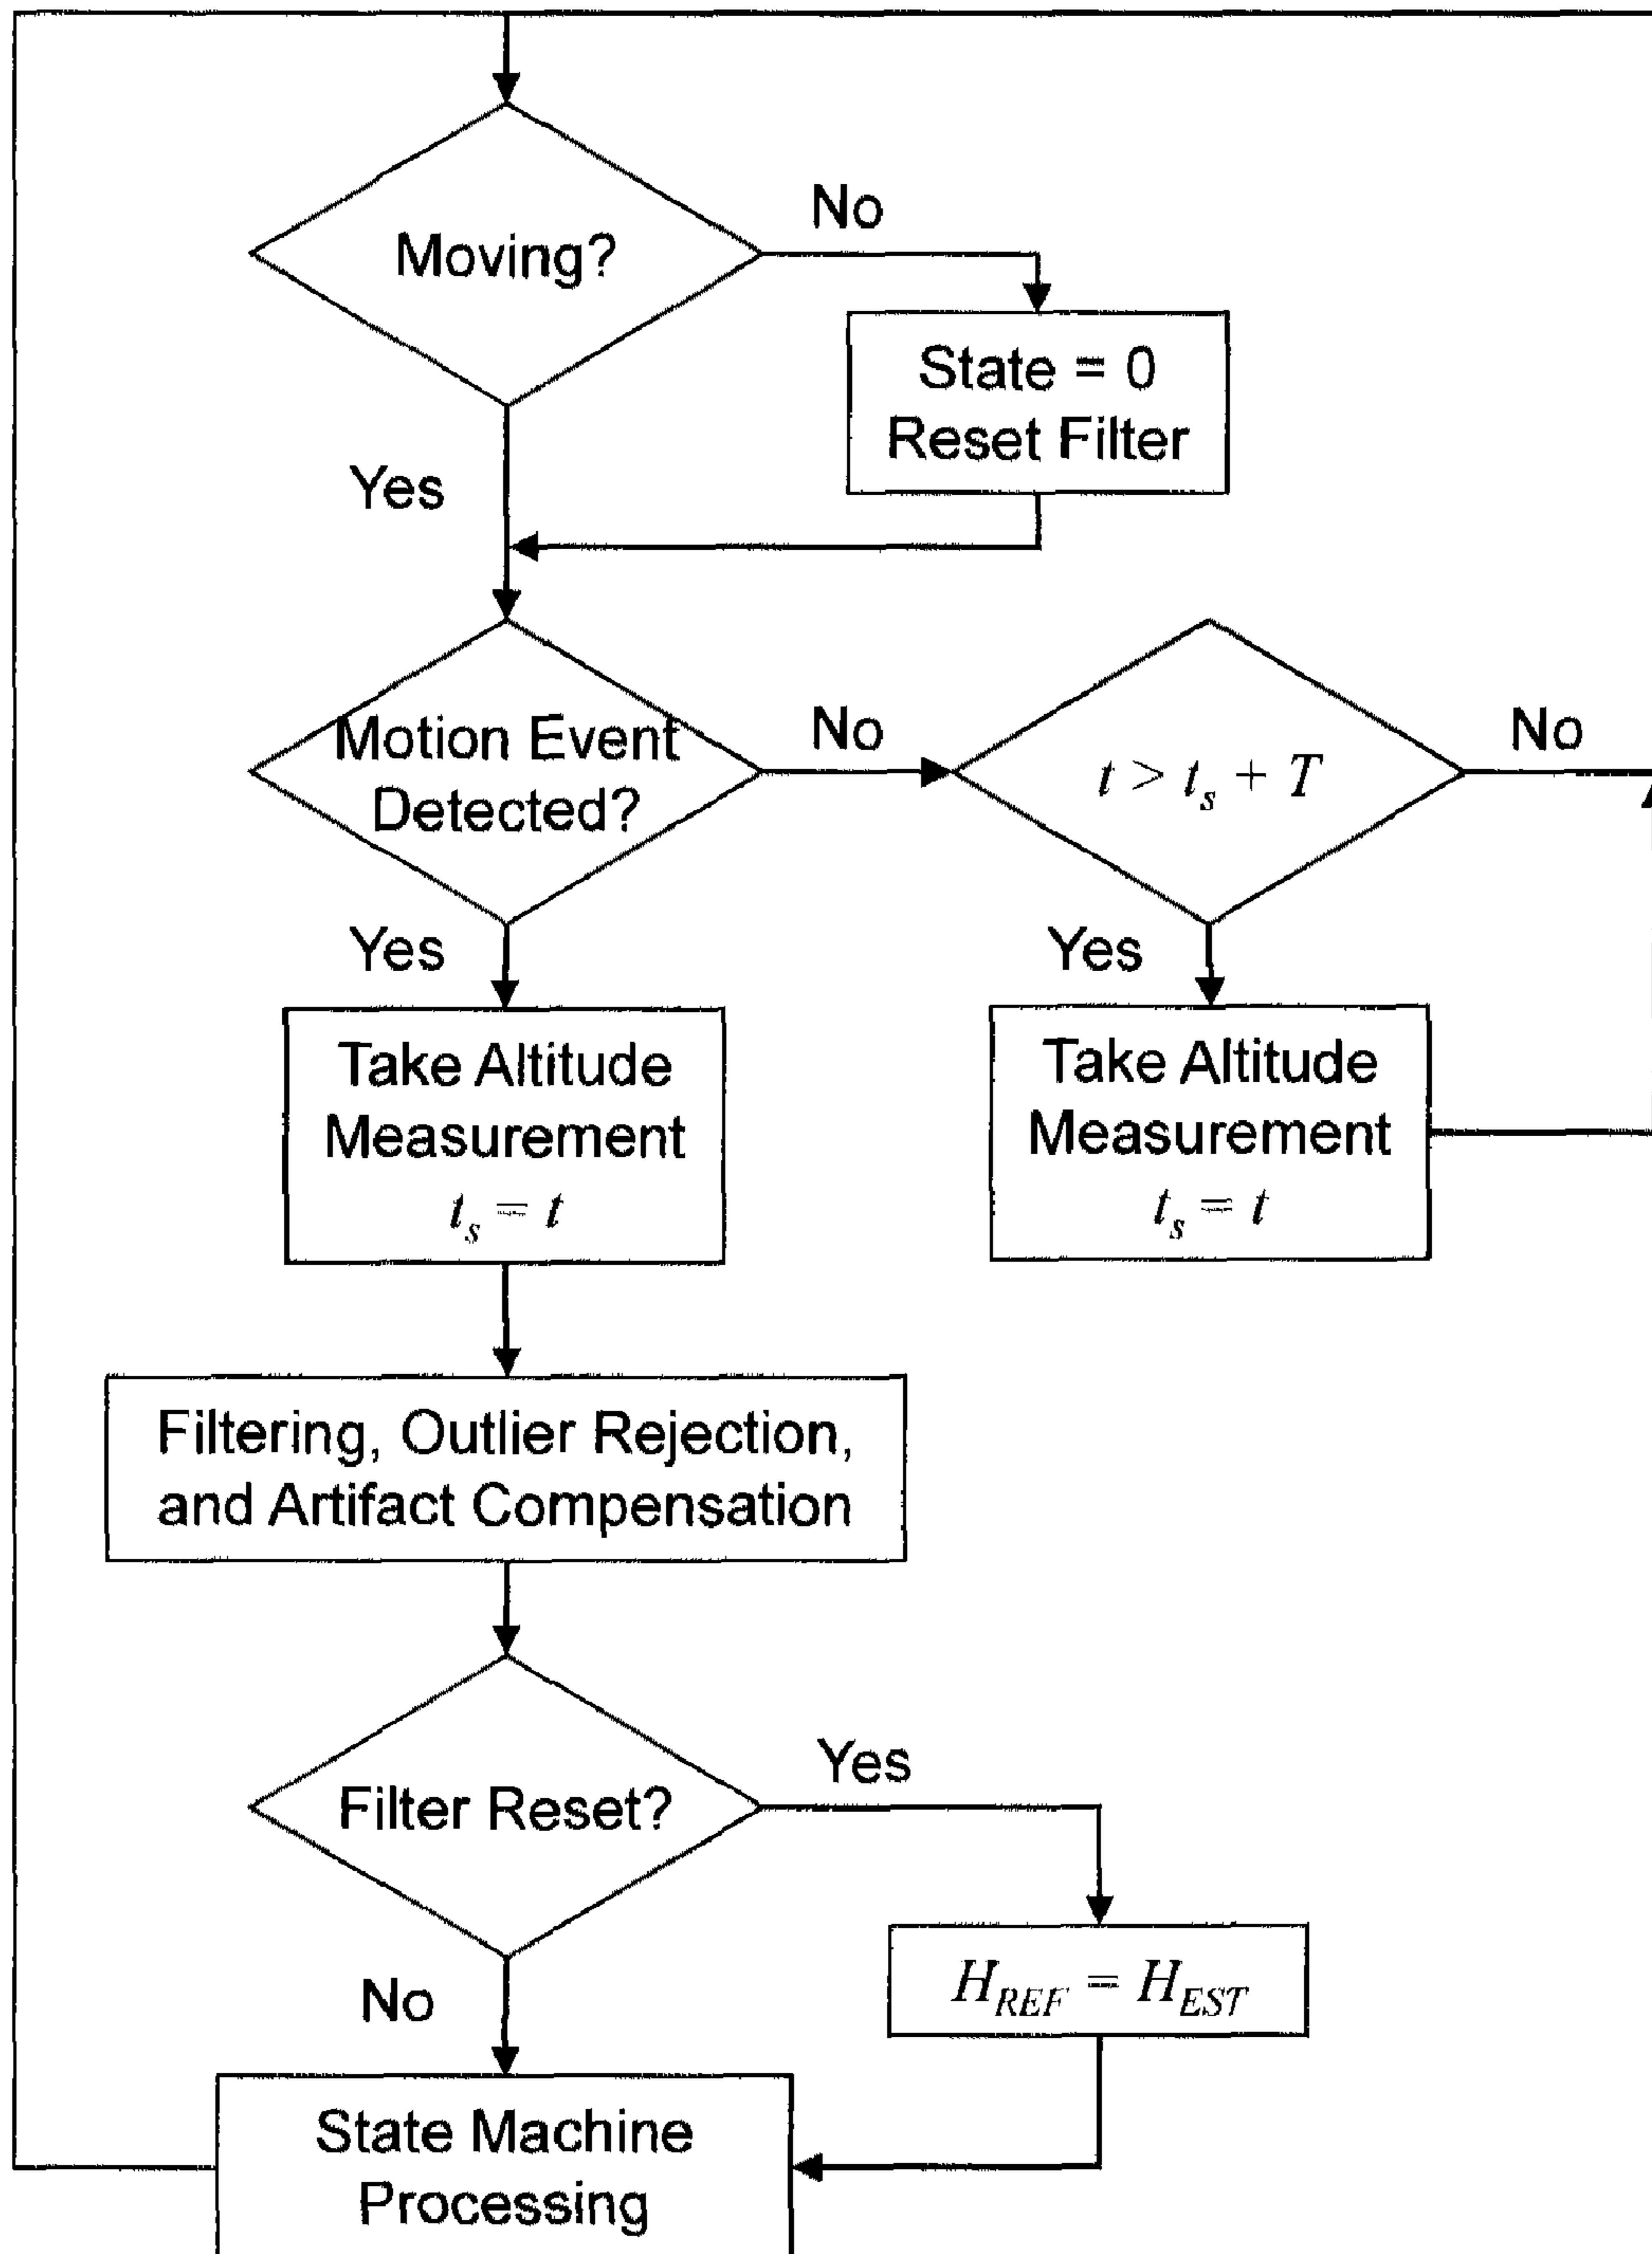 Moving?
No
State = 0
Reset Filter
Yes
Motion Event
Detected?
No
t > t_s + T
No
Yes
Take Altitude
Measurement
t_s = t
Yes
Take Altitude
Measurement
t_s = t
Filtering, Outlier Rejection,
and Artifact Compensation
Filter Reset?
Yes
H_REF = H_EST
No
State Machine
Processing